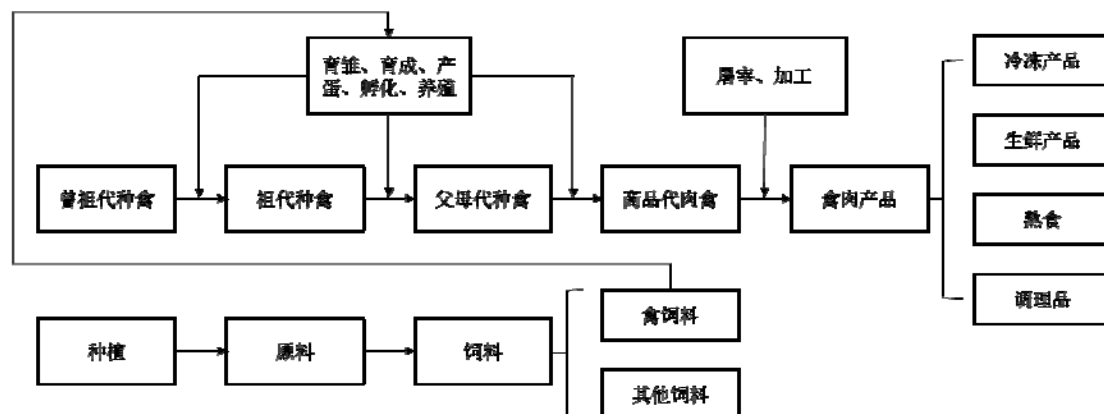 育雏、育成、产
蛋、孵化、养殖
屠宰、加工
冷冻产品
生鲜产品
曾祖代种禽
祖代种禽
父母代种禽
商品代肉禽
禽肉产品
熟食
调理品
禽饲料
种植
原料
饲料
其他饲料